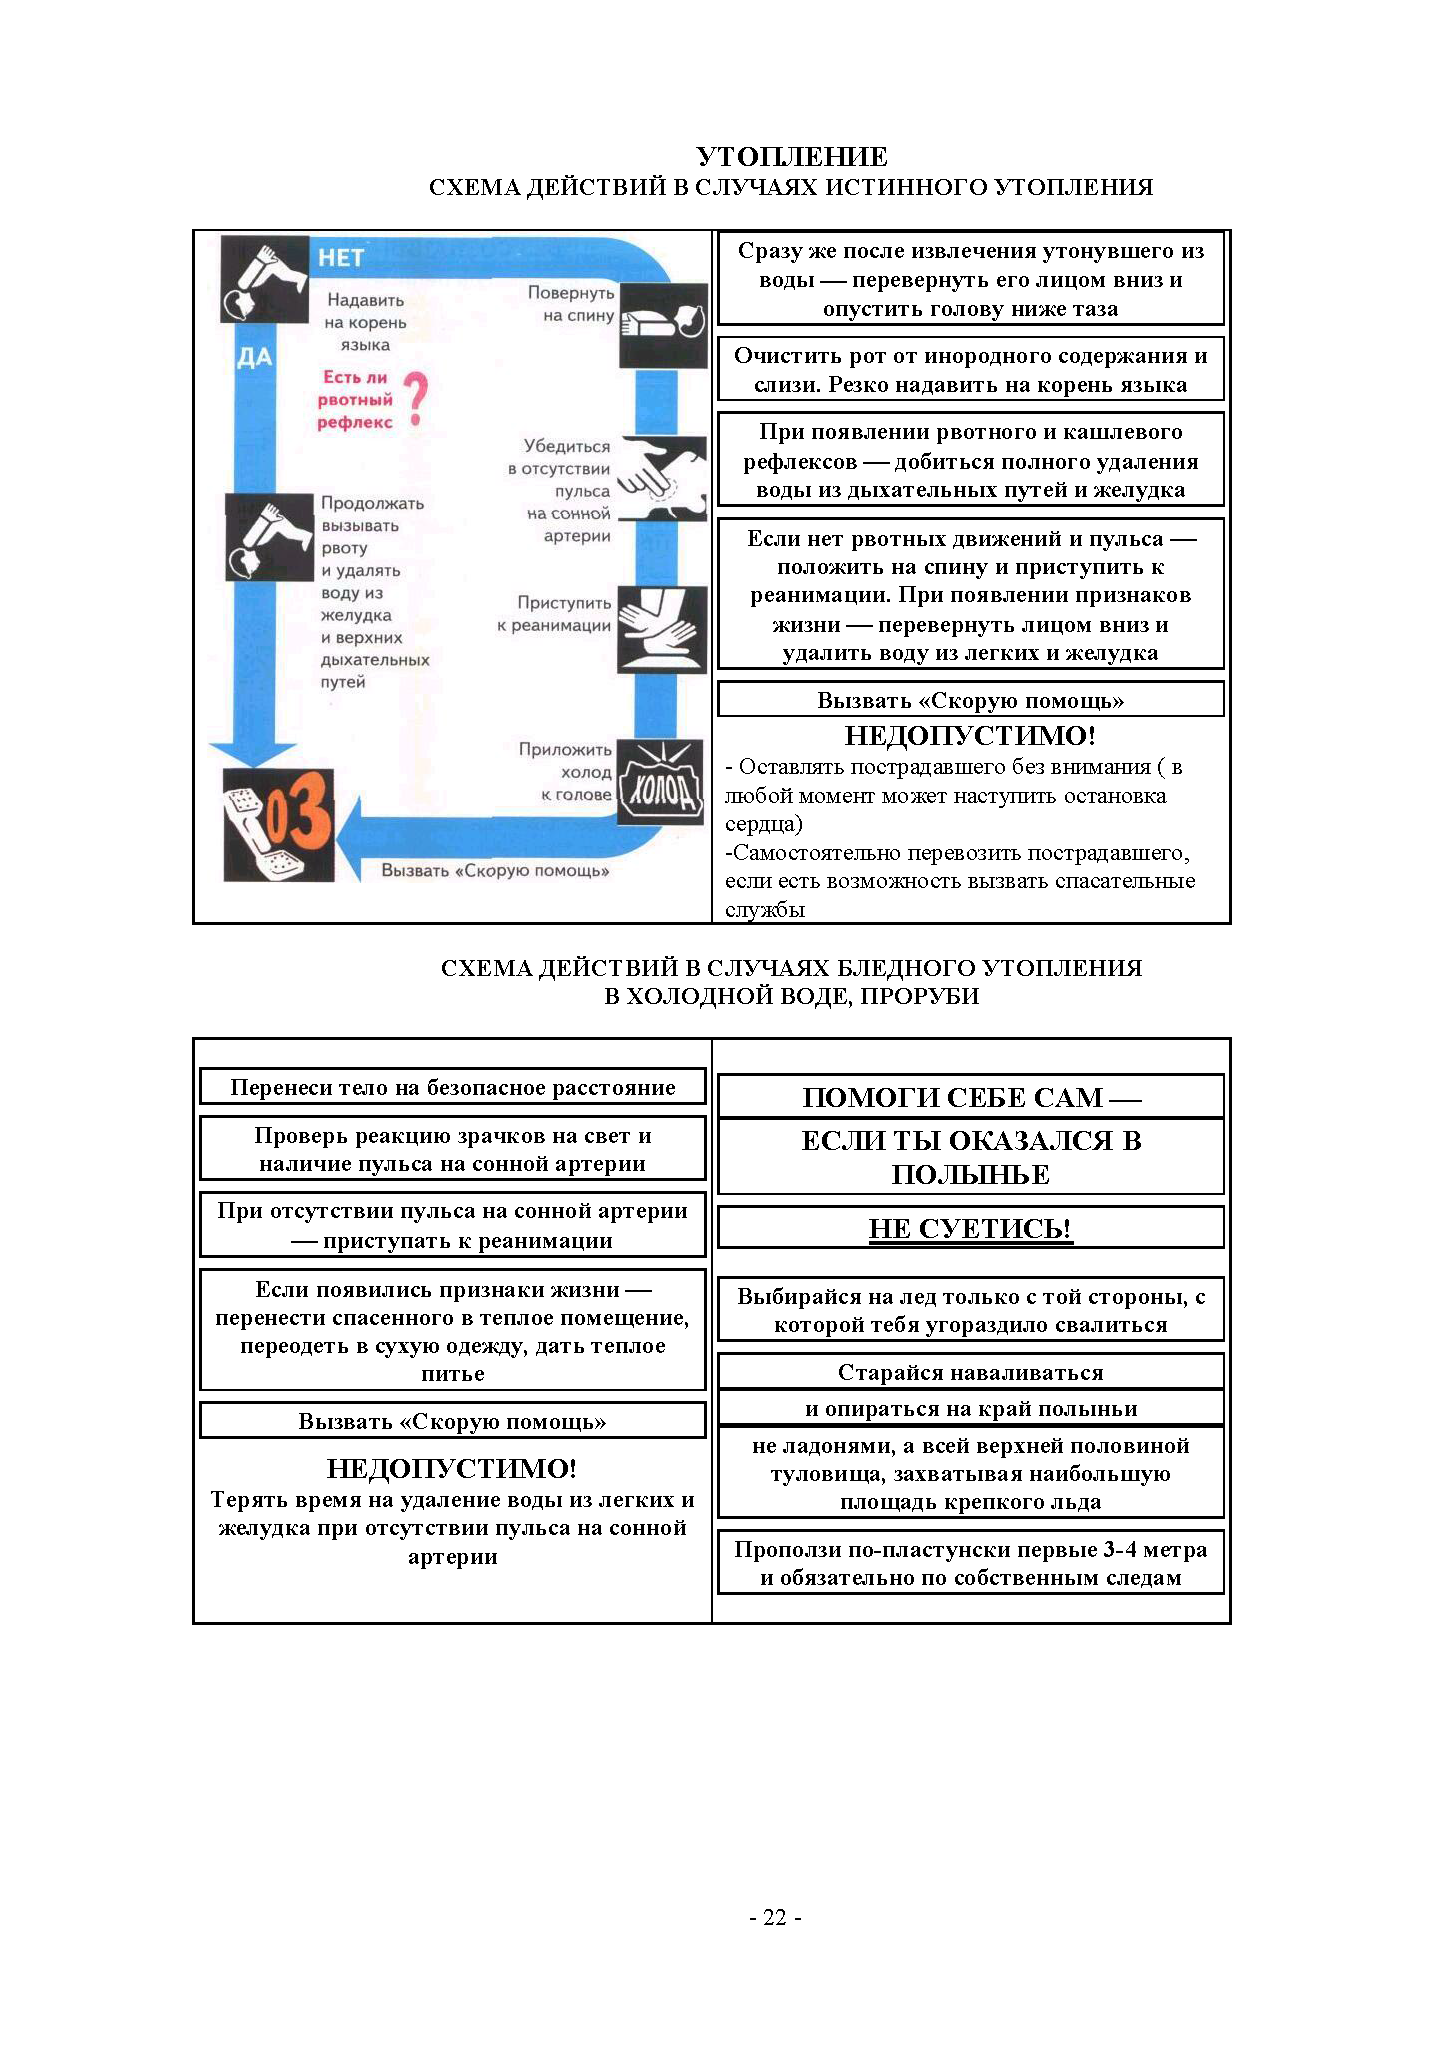 УТОПЛЕНИЕ
СХЕМА ДЕЙСТВИЙ В СЛУЧАЯХ ИСТИННОГО УТОПЛЕНИЯ
НЕТ
Надавить
на корень
языка
Повернуть
на спину
ДА
Есть ли
рвотный
рефлекс
?
Убедиться
в отсутствии
пульса
на сонной
артерии
Продолжать
вызывать
рвоту
и удалять
воду из
желудка
и верхних
дыхательных
путей
Приступить
к реанимации
Приложить
холод
к голове
ХОЛОД
03
Вызвать «Скорую помощь»
Сразу же после извлечения утонувшего из
воды — перевернуть его лицом вниз и
опустить голову ниже таза
Очистить рот от инородного содержания и
слизи. Резко надавить на корень языка
При появлении рвотного и кашлевого
рефлексов — добиться полного удаления
воды из дыхательных путей и желудка
Если нет рвотных движений и пульса —
положить на спину и приступить к
реанимации. При появлении признаков
жизни — перевернуть лицом вниз и
удалить воду из легких и желудка
Вызвать «Скорую помощь»
НЕДОПУСТИМО!
- Оставлять пострадавшего без внимания ( в
любой момент может наступить остановка
сердца)
-Самостоятельно перевозить пострадавшего,
если есть возможность вызвать спасательные
службы
СХЕМА ДЕЙСТВИЙ В СЛУЧАЯХ БЛЕДНОГО УТОПЛЕНИЯ
В ХОЛОДНОЙ ВОДЕ, ПРОРУБИ
Перенеси тело на безопасное расстояние
Проверь реакцию зрачков на свет и
наличие пульса на сонной артерии
При отсутствии пульса на сонной артерии
— приступать к реанимации
Если появились признаки жизни —
перенести спасенного в теплое помещение,
переодеть в сухую одежду, дать теплое
питье
Вызвать «Скорую помощь»
НЕДОПУСТИМО!
Терять время на удаление воды из легких и
желудка при отсутствии пульса на сонной
артерии
ПОМОГИ СЕБЕ САМ —
ЕСЛИ ТЫ ОКАЗАЛСЯ В
ПОЛЫНЬЕ
НЕ СУЕТИСЬ!
Выбирайся на лед только с той стороны, с
которой тебя угораздило свалиться
Старайся наваливаться
и опираться на край полыньи
не ладонями, а всей верхней половиной
туловища, захватывая наибольшую
площадь крепкого льда
Проползи по-пластунски первые 3-4 метра
и обязательно по собственным следам
- 22 -